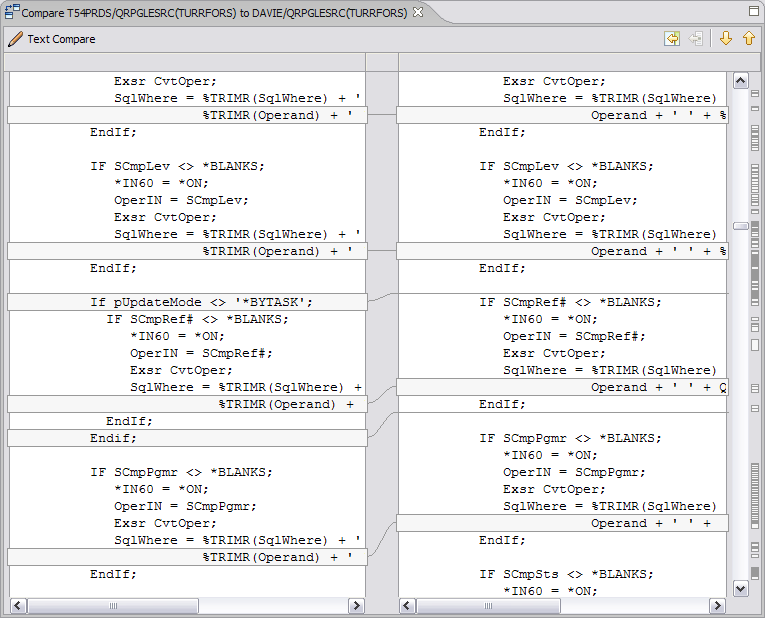 Compare T54PRDS/QRPGLESRC(TURRFORS) to DAVIE/QRPGLESRC(TURRFORS)
Text Compare
Exsr CvtOper;
SqlWhere = %TRIMR(SqlWhere) + '
%TRIMR(Operand) + '
EndIf;
IF SCmpLev <> *BLANKS;
*IN60 = *ON;
OperIN = SCmpLev;
Exsr CvtOper;
SqlWhere = %TRIMR(SqlWhere) + '
%TRIMR(Operand) + '
EndIf;
If pUpdateMode <> '*BYTASK';
IF SCmpRef# <> *BLANKS;
*IN60 = *ON;
OperIN = SCmpRef#;
Exsr CvtOper;
SqlWhere = %TRIMR(SqlWhere) +
%TRIMR(Operand) +
EndIf;
Endif;
IF SCmpPgmr <> *BLANKS;
*IN60 = *ON;
OperIN = SCmpPgmr;
Exsr CvtOper;
SqlWhere = %TRIMR(SqlWhere) + '
%TRIMR(Operand) + '
EndIf;
Exsr CvtOper;
SqlWhere = %TRIMR(SqlWhere)
Operand + ' ' + %
EndIf;
IF SCmpLev <> *BLANKS;
*IN60 = *ON;
OperIN = SCmpLev;
Exsr CvtOper;
SqlWhere = %TRIMR(SqlWhere)
Operand + ' ' + %
EndIf;
IF SCmpRef# <> *BLANKS;
*IN60 = *ON;
OperIN = SCmpRef#;
Exsr CvtOper;
SqlWhere = %TRIMR(SqlWhere)
Operand + ' ' + Q
EndIf;
IF SCmpPgmr <> *BLANKS;
*IN60 = *ON;
OperIN = SCmpPgmr;
Exsr CvtOper;
SqlWhere = %TRIMR(SqlWhere)
Operand + ' ' +
EndIf;
IF SCmpSts <> *BLANKS;
*IN60 = *ON;